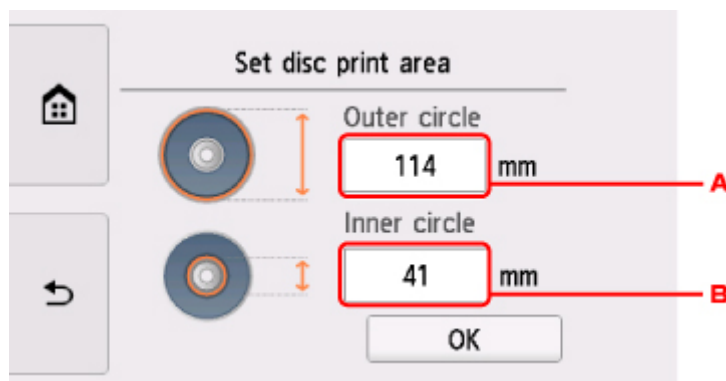 Set disc print area
Outer circle
114 mm
A
Inner circle
41 mm
B
OK